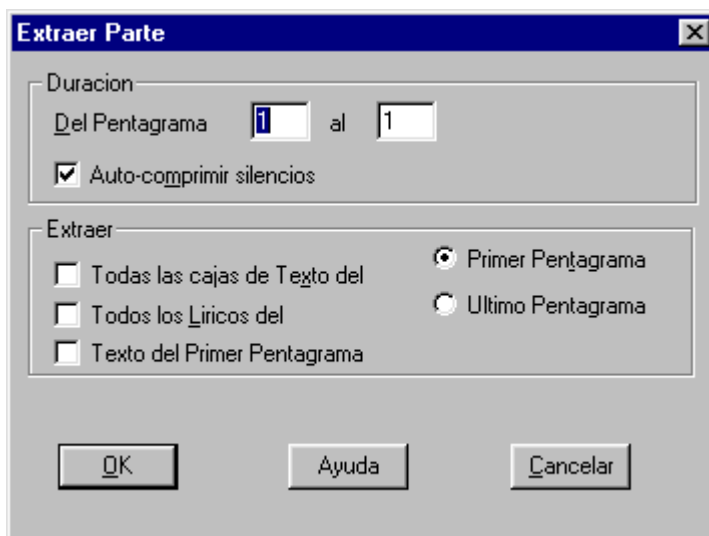 Extraer Parte
Duracion
Del Pentagrama 1 al 1
Auto-comprimir silencios
Extraer
Todas las cajas de Texto del
Todos los Liricos del
Texto del Primer Pentagrama
Primer Pentagrama
Ultimo Pentagrama
OK Ayuda Cancelar